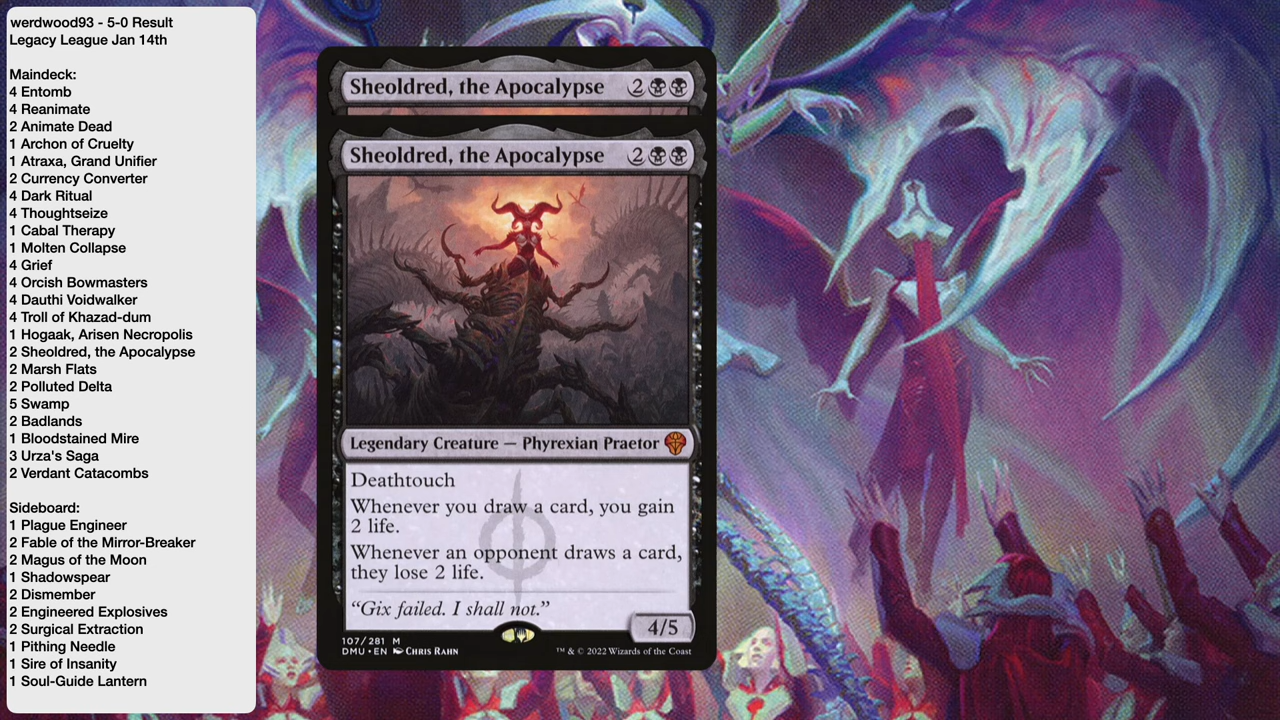 werdwood93 - 5-0 Result
Legacy League Jan 14th
Maindeck:
4 Entomb
4 Reanimate
2 Animate Dead
1 Archon of Cruelty
1 Atraxa, Grand Unifier
2 Currency Converter
4 Dark Ritual
4 Thoughtseize
1 Cabal Therapy
1 Molten Collapse
4 Grief
4 Orcish Bowmasters
4 Dauthi Voidwalker
4 Troll of Khazad-dum
1 Hogaak, Arisen Necropolis
2 Sheoldred, the Apocalypse
2 Marsh Flats
2 Polluted Delta
5 Swamp
2 Badlands
1 Bloodstained Mire
3 Urza's Saga
2 Verdant Catacombs
Sideboard:
1 Plague Engineer
2 Fable of the Mirror-Breaker
2 Magus of the Moon
1 Shadowspear
2 Dismember
2 Engineered Explosives
2 Surgical Extraction
1 Pithing Needle
1 Sire of Insanity
1 Soul-Guide Lantern
Sheoldred, the Apocalypse 2
Sheoldred, the Apocalypse 2
Legendary Creature — Phyrexian Praetor
Deathtouch
Whenever you draw a card, you gain
2 life.
Whenever an opponent draws a card,
they lose 2 life.
“Gix failed. I shall not.”
4/5
107/281 M
DMU • EN Chris Rahn
™ & © 2022 Wizards of the Coast